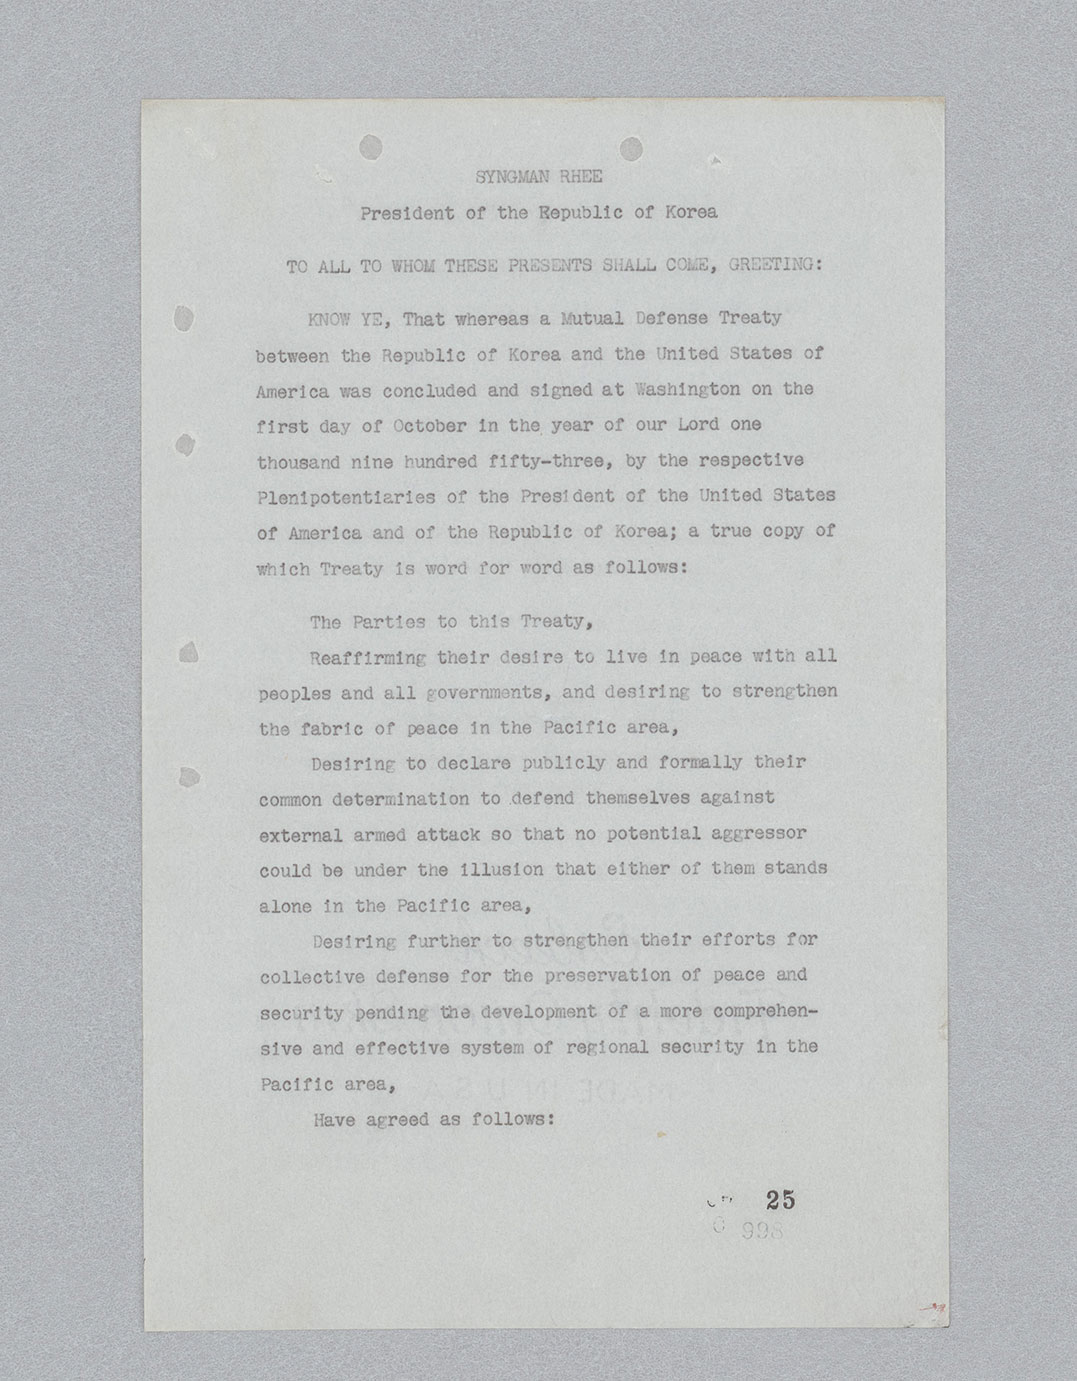 SYNGMAN RHEE
President of the Republic of Korea
TO ALL TO WHOM THESE PRESENTS SHALL COME, GREETING:
KNOW YE, That whereas a Mutual Defense Treaty
between the Republic of Korea and the United States of
America was concluded and signed at Washington on the
first day of October in the year of our Lord one
thousand nine hundred fifty-three, by the respective
Plenipotentiaries of the President of the United States
of America and of the Republic of Korea; a true copy of
which Treaty is word for word as follows:
The Parties to this Treaty,
Reaffirming their desire to live in peace with all
peoples and all governments, and desiring to strengthen
the fabric of peace in the Pacific area,
Desiring to declare publicly and formally their
common determination to defend themselves against
external armed attack so that no potential aggressor
could be under the illusion that either of them stands
alone in the Pacific area,
Desiring further to strengthen their efforts for
collective defense for the preservation of peace and
security pending the development of a more comprehen-
sive and effective system of regional security in the
Pacific area,
Have agreed as follows:
25
998